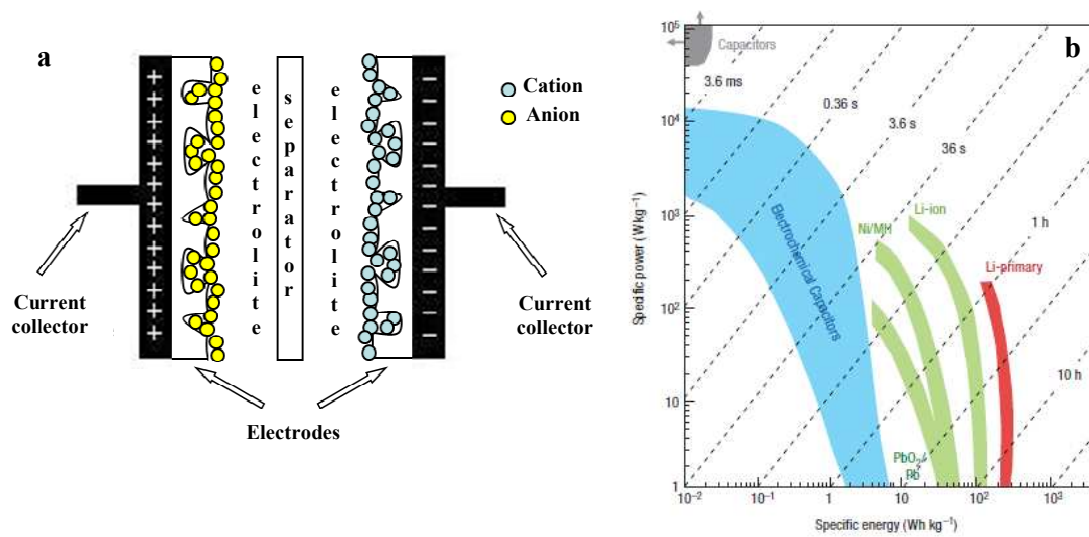 a
+ + + + + + + + + + + + + + +
electrolite
separator
electrolite
− − − − − − − − − − − − −
Cation
Anion
Current
collector
Current
collector
Electrodes
b
10⁵
10⁴
10³
10²
10
1
Specific power (W kg⁻¹)
Capacitors
3.6 ms
0.36 s
3.6 s
36 s
1 h
10 h
Electrochemical Capacitors
Ni/MH
Li-ion
Li-primary
PbO₂/
Pb
10⁻²
10⁻¹
1
10
10²
10³
Specific energy (Wh kg⁻¹)